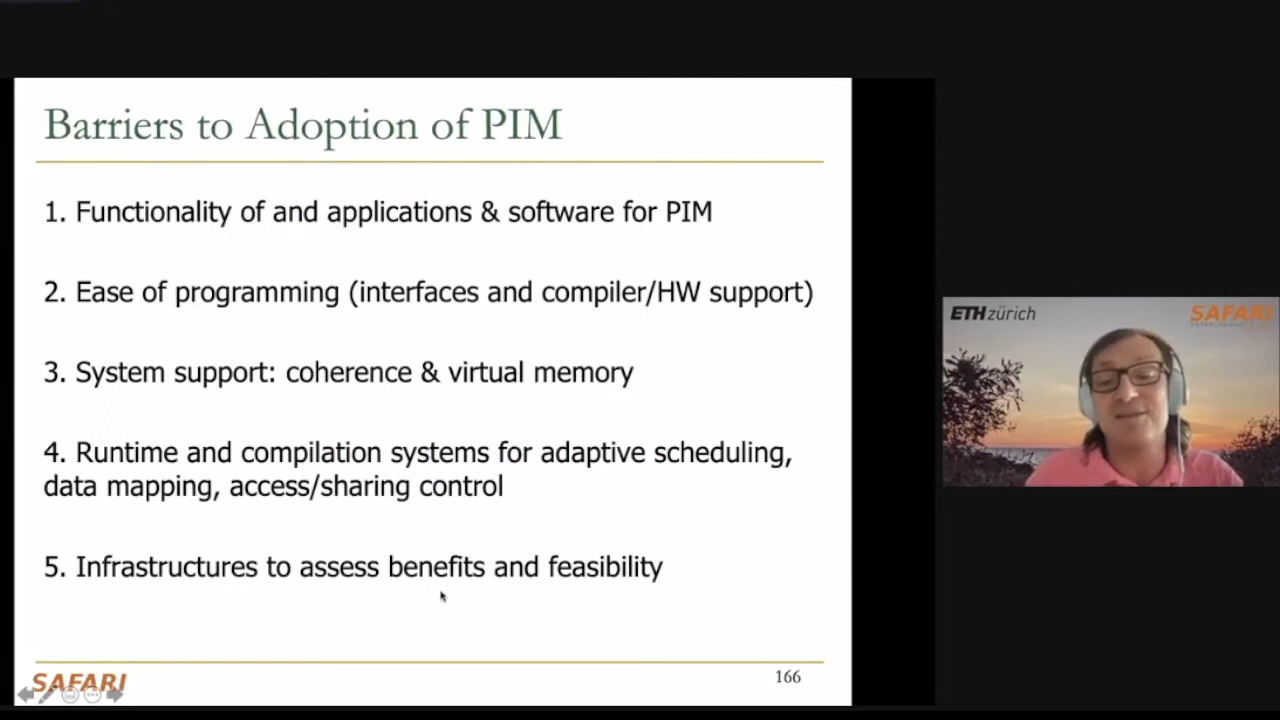 Barriers to Adoption of PIM
1. Functionality of and applications & software for PIM
2. Ease of programming (interfaces and compiler/HW support)
3. System support: coherence & virtual memory
4. Runtime and compilation systems for adaptive scheduling,
data mapping, access/sharing control
5. Infrastructures to assess benefits and feasibility
SAFARI
166
ETH zürich
SAFARI